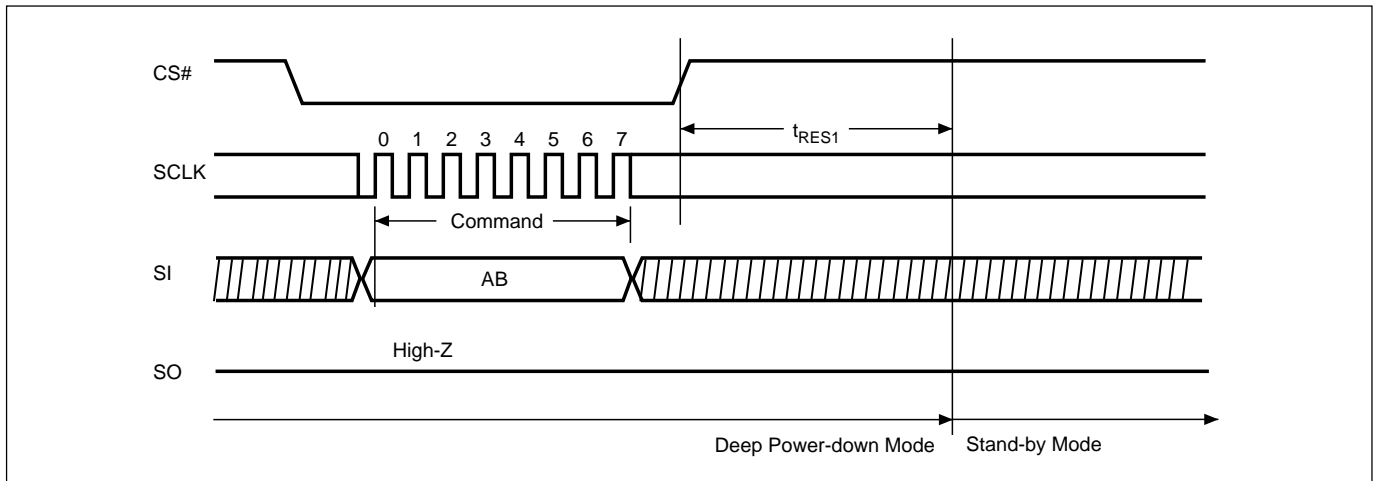 CS#
tRES1
0 1 2 3 4 5 6 7
SCLK
Command
SI
AB
High-Z
SO
Deep Power-down Mode Stand-by Mode